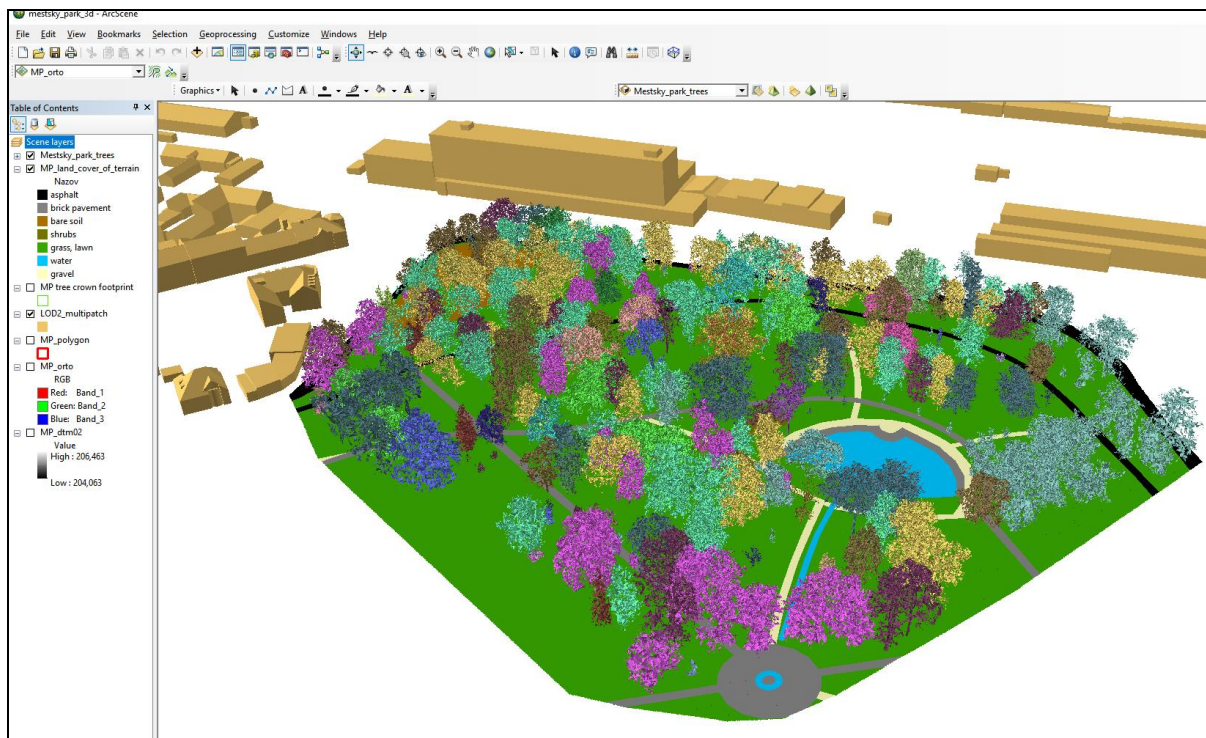 mestsky_park_3d - ArcScene
File Edit View Bookmarks Selection Geoprocessing Customize Windows Help
MP_orto
Graphics
A
A
Mestsky_park_trees
Table of Contents
Scene layers
Mestsky_park_trees
MP_land_cover_of_terrain
Nazov
asphalt
brick pavement
bare soil
shrubs
grass, lawn
water
gravel
MP tree crown footprint
LOD2_multipatch
MP_polygon
MP_orto
RGB
Red: Band_1
Green: Band_2
Blue: Band_3
MP_dtm02
Value
High : 206,463
Low : 204,063